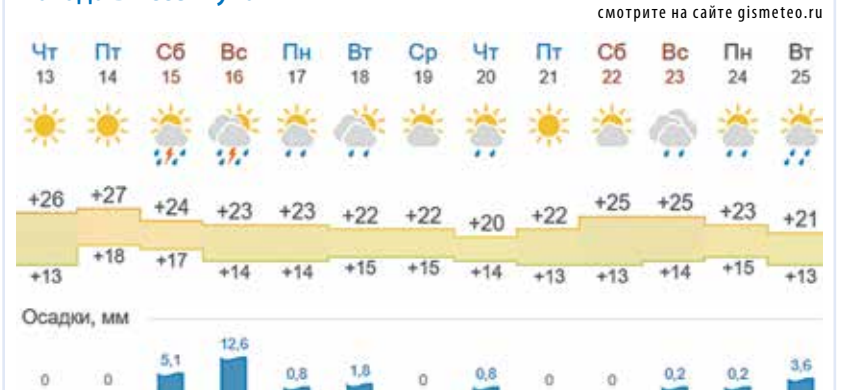 смотрите на сайте gismeteo.ru
Чт Пт Сб Вс Пн Вт Ср Чт Пт Сб Вс Пн Вт
13 14 15 16 17 18 19 20 21 22 23 24 25
+26 +27 +24 +23 +23 +22 +22 +20 +22 +25 +25 +23 +21
+13 +18 +17 +14 +14 +15 +15 +14 +13 +13 +14 +15 +13
Осадки, мм
0 0 5,1 12,6 0,8 1,8 0 0,8 0 0 0,2 0,2 3,6